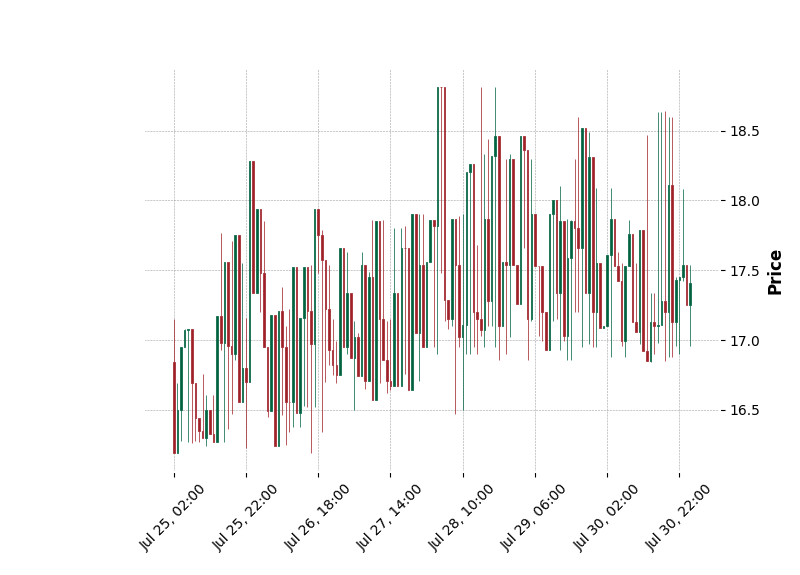 18.5
18.0
17.5
17.0
16.5
Price
Jul 25, 02:00
Jul 25, 22:00
Jul 26, 18:00
Jul 27, 14:00
Jul 28, 10:00
Jul 29, 06:00
Jul 30, 02:00
Jul 30, 22:00